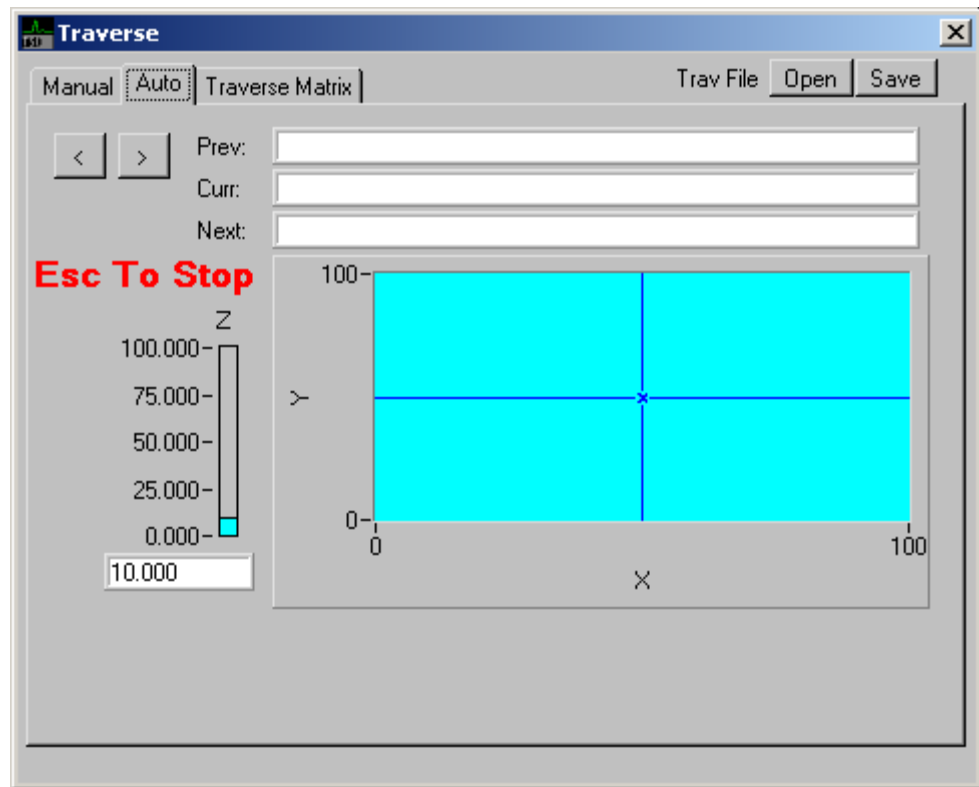 Traverse
Manual Auto Traverse Matrix Trav File Open Save
< > Prev:
Curr:
Next:
Esc To Stop
Z
100.000
75.000
50.000
25.000
0.000
10.000
100
Y
0
0 100
X